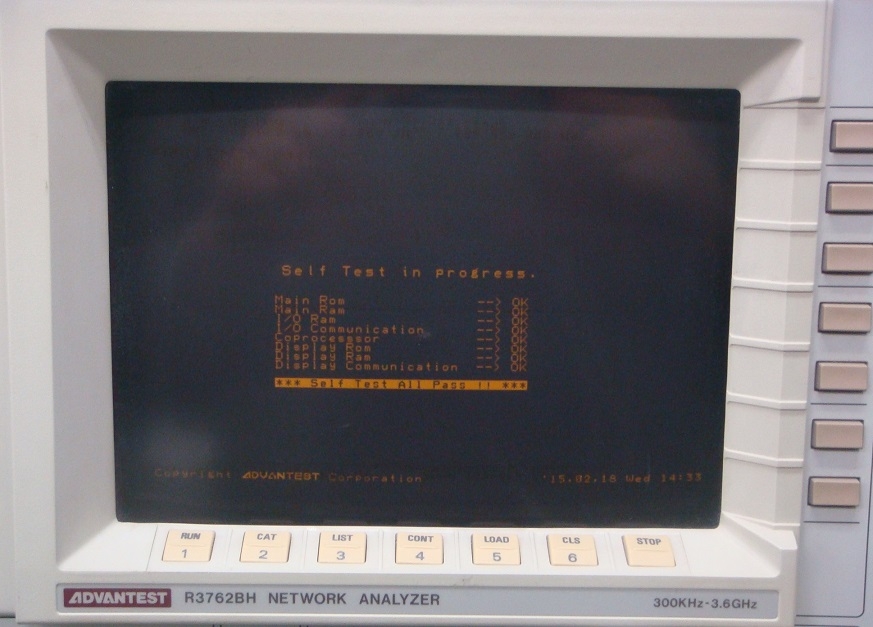 Self Test in progress.
Main Rom --> OK
Main Ram --> OK
I/O Ram --> OK
I/O Communication --> OK
Coprocesssor --> OK
Display Rom --> OK
Display Ram --> OK
Display Communication --> OK
*** Self Test All Pass !! ***
Copyright ADVANTEST Corporation '15.02.18 Wed 14:33
RUN CAT LIST CONT LOAD CLS STOP
1 2 3 4 5 6
ADVANTEST R3762BH NETWORK ANALYZER 300KHz-3.6GHz